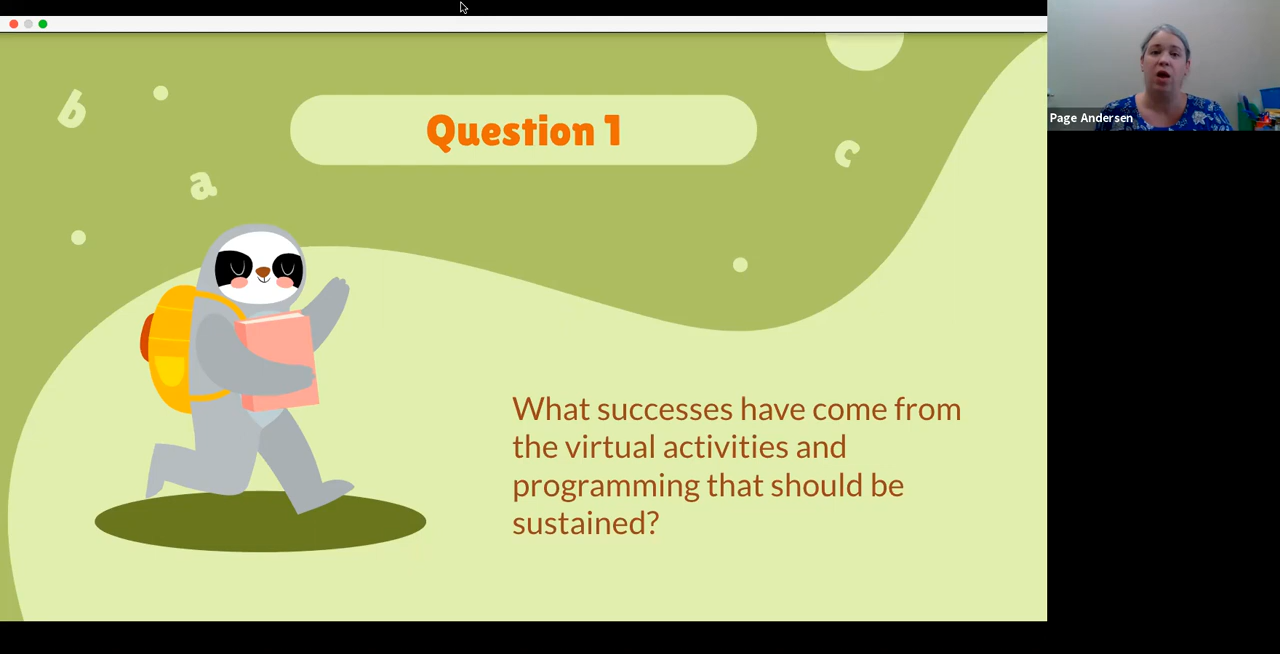 b
Question 1
c
a
What successes have come from
the virtual activities and
programming that should be
sustained?
Page Andersen